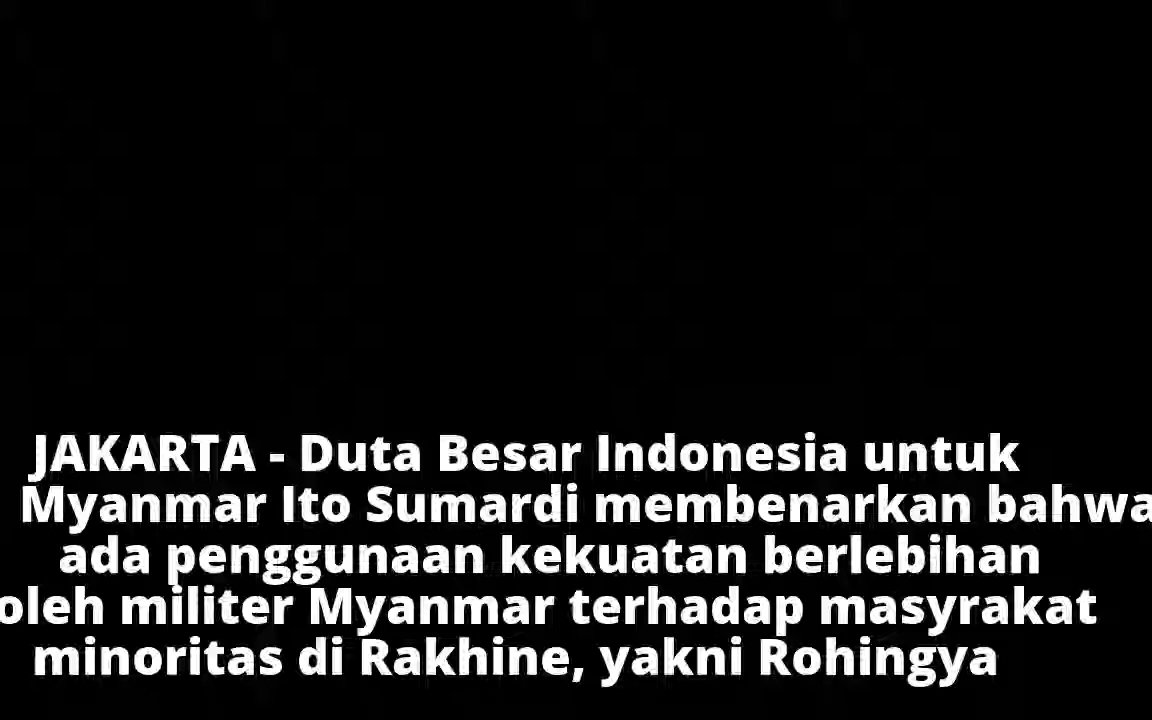 JAKARTA - Duta Besar Indonesia untuk
Myanmar Ito Sumardi membenarkan bahwa
ada penggunaan kekuatan berlebihan
oleh militer Myanmar terhadap masyrakat
minoritas di Rakhine, yakni Rohingya